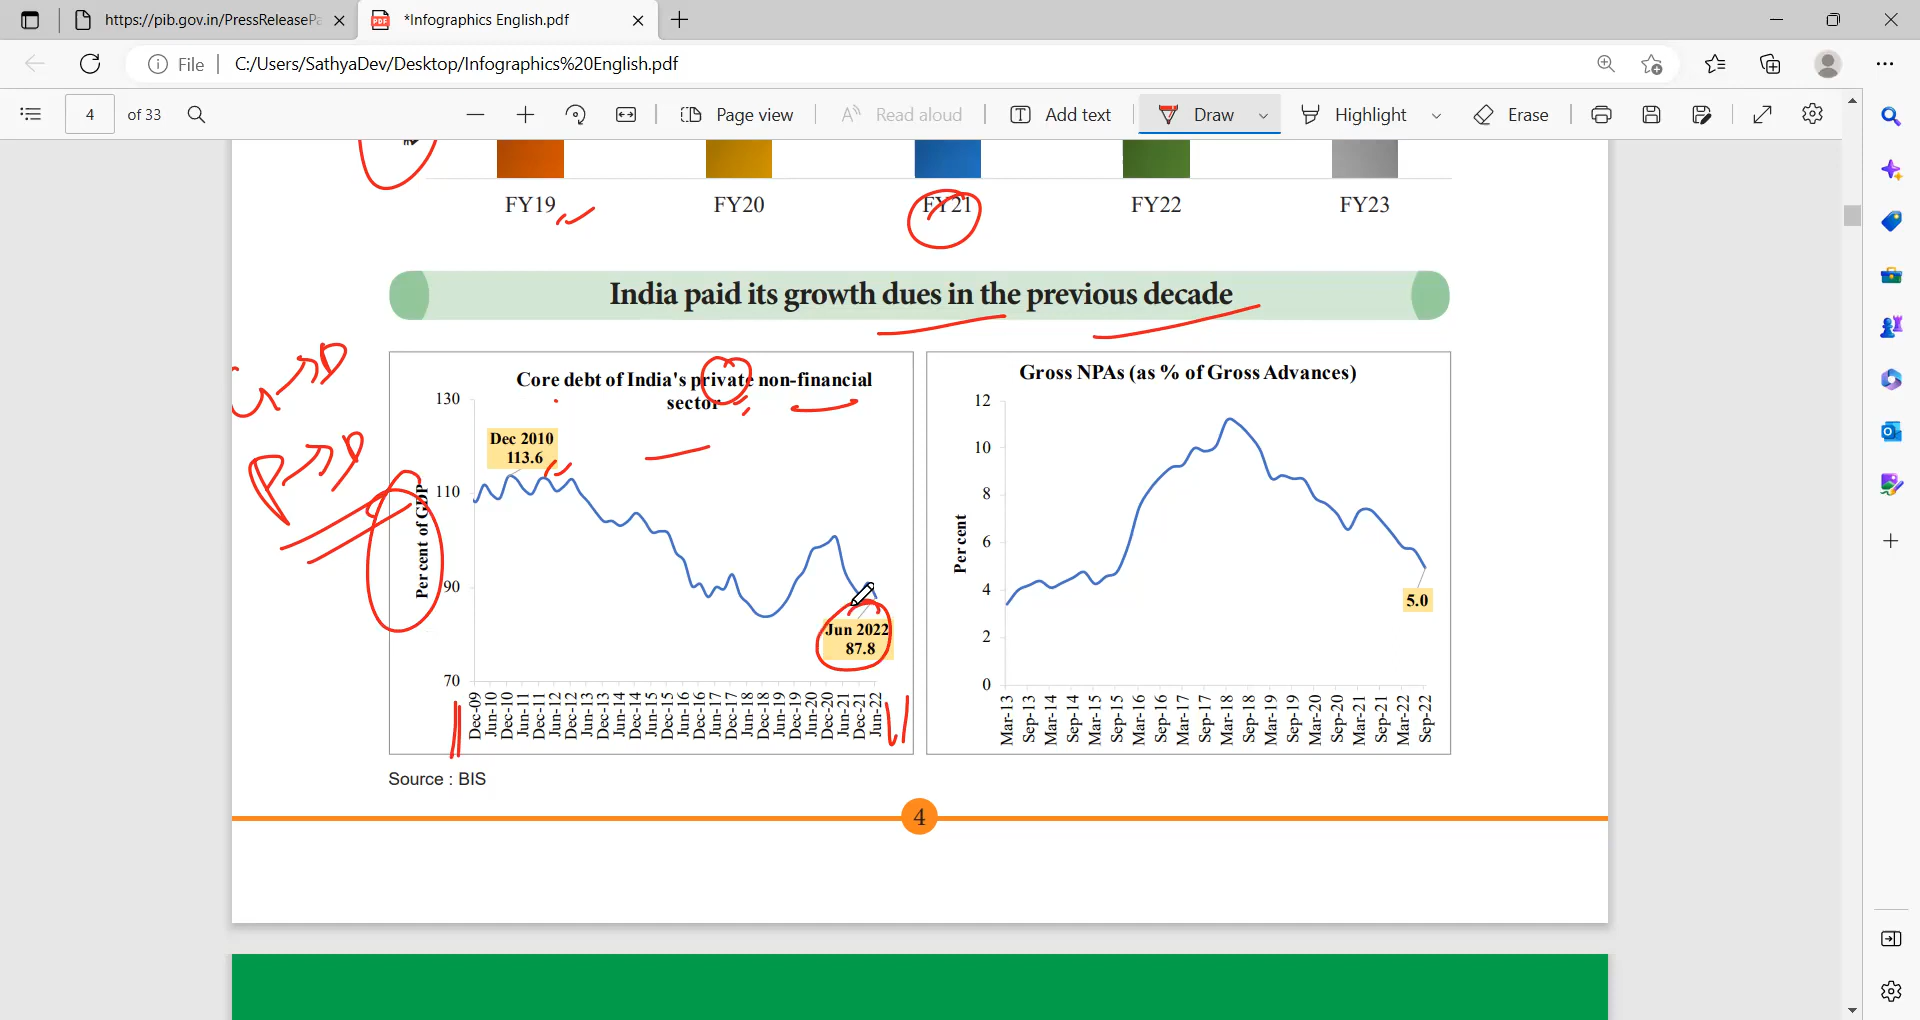 https://pib.gov.in/PressReleasePa
*Infographics English.pdf
File
C:/Users/SathyaDev/Desktop/Infographics%20English.pdf
4
of 33
Page view
Read aloud
Add text
Draw
Highlight
Erase
FY19
FY20
FY21
FY22
FY23
India paid its growth dues in the previous decade
G → D
P → D
Core debt of India's private non-financial
sector
Per cent of GDP
130
110
90
70
Dec 2010
113.6
Jun 2022
87.8
Dec-09
Jun-10
Dec-10
Jun-11
Dec-11
Jun-12
Dec-12
Jun-13
Dec-13
Jun-14
Dec-14
Jun-15
Dec-15
Jun-16
Dec-16
Jun-17
Dec-17
Jun-18
Dec-18
Jun-19
Dec-19
Jun-20
Dec-20
Jun-21
Dec-21
Jun-22
Gross NPAs (as % of Gross Advances)
Per cent
12
10
8
6
4
2
0
5.0
Mar-13
Sep-13
Mar-14
Sep-14
Mar-15
Sep-15
Mar-16
Sep-16
Mar-17
Sep-17
Mar-18
Sep-18
Mar-19
Sep-19
Mar-20
Sep-20
Mar-21
Sep-21
Mar-22
Sep-22
Source : BIS
4